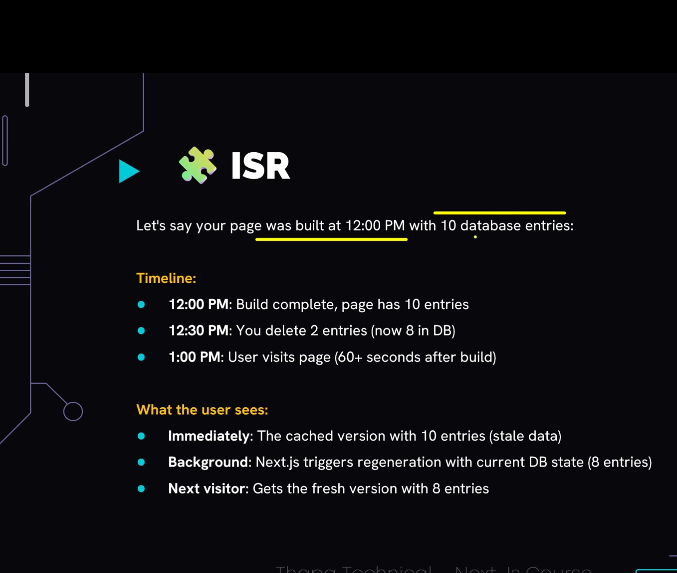 ISR
Let's say your page was built at 12:00 PM with 10 database entries:
Timeline:
12:00 PM: Build complete, page has 10 entries
12:30 PM: You delete 2 entries (now 8 in DB)
1:00 PM: User visits page (60+ seconds after build)
What the user sees:
Immediately: The cached version with 10 entries (stale data)
Background: Next.js triggers regeneration with current DB state (8 entries)
Next visitor: Gets the fresh version with 8 entries
Thapa Technical - Next.Js Course